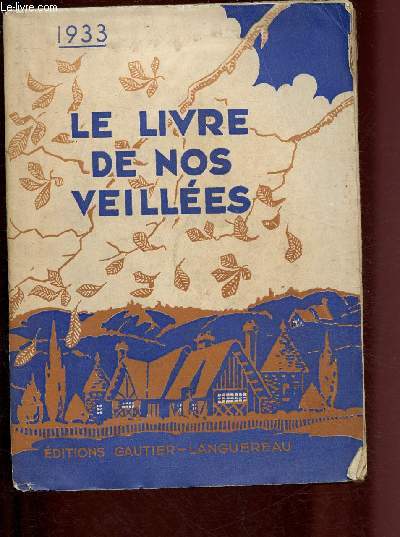 Le-livre.com
1933
LE LIVRE
DE NOS
VEILLÉES
ÉDITIONS GAUTIER-LANGUEREAU